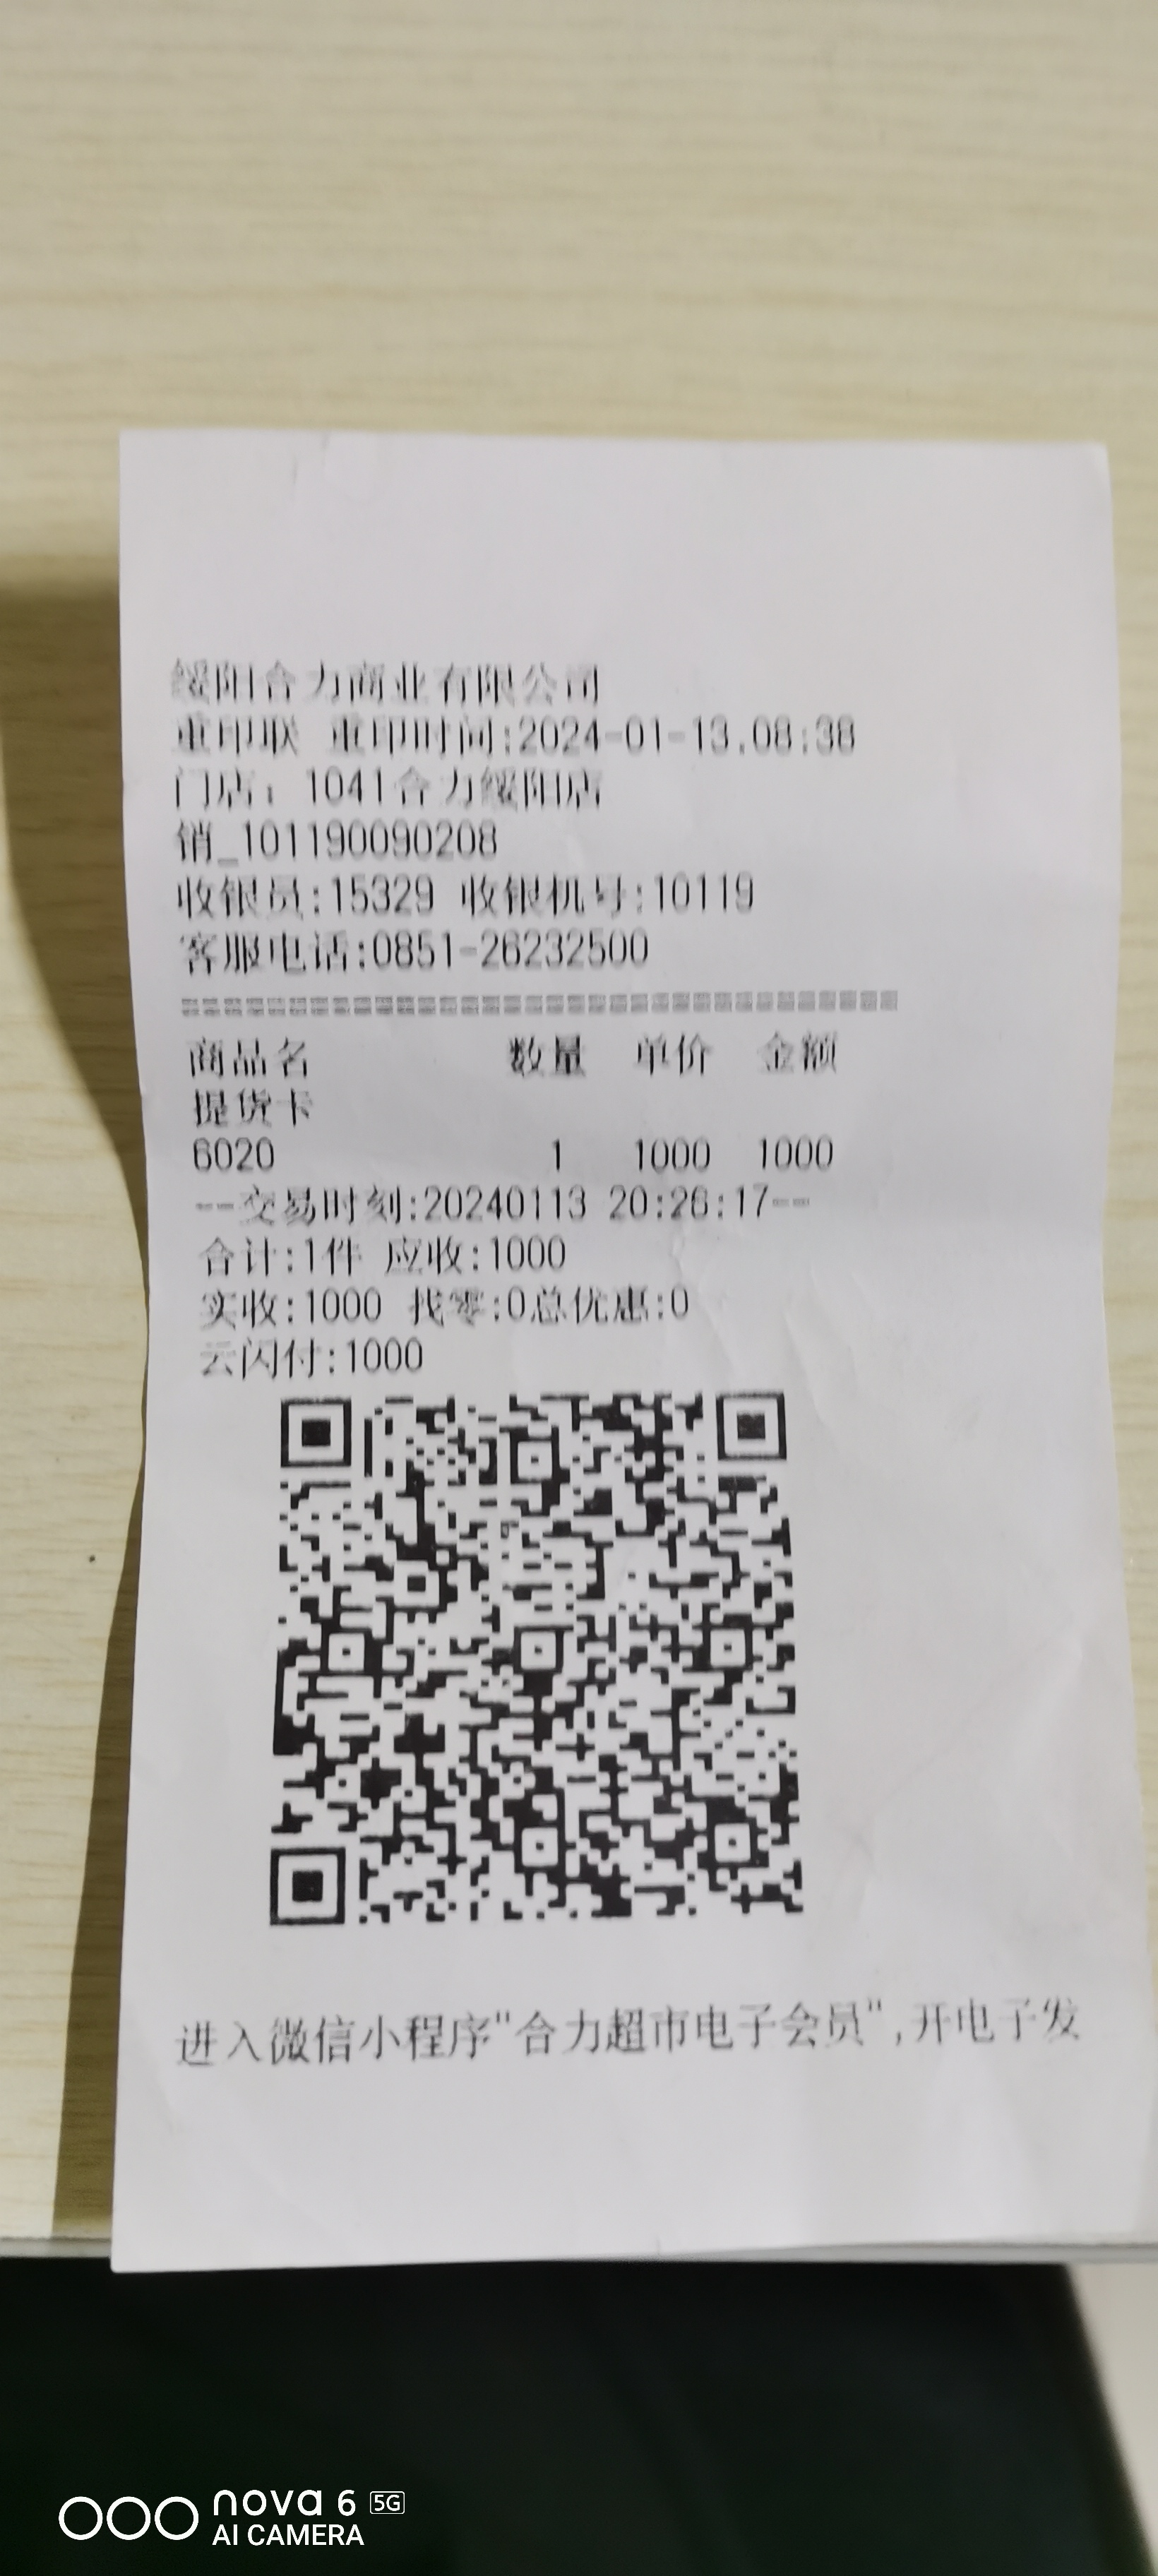 绥阳合力商业有限公司
重印联 重印时间:2024-01-13.08:38
门店: 1041合力绥阳店
销_101190090208
收银员:15329 收银机号:10119
客服电话:0851-26232500
商品名 数量 单价 金额
提货卡
6020 1 1000 1000
--交易时刻:20240113 20:26:17--
合计:1件 应收:1000
实收:1000 找零:0总优惠:0
云闪付:1000
进入微信小程序"合力超市电子会员",开电子发
nova 6 5G
AI CAMERA